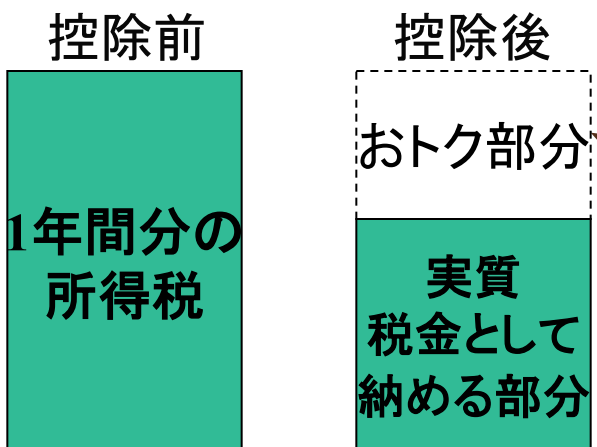 控除前
控除後
1年間分の
所得税
おトク部分
実質
税金として
納める部分